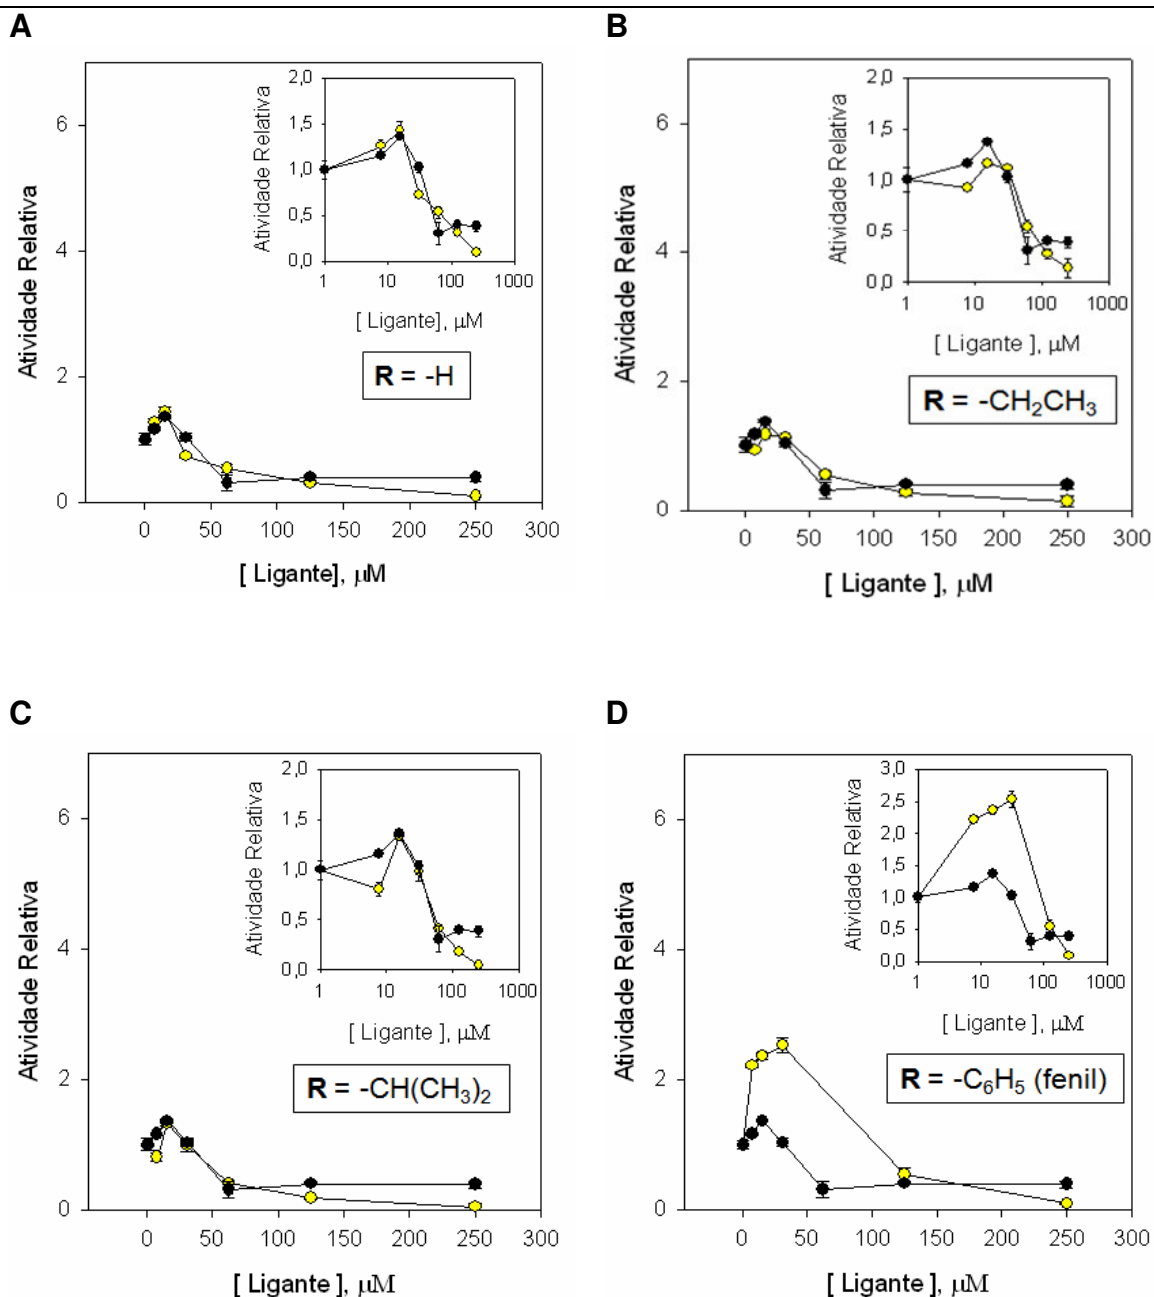 A
Atividade Relativa
6
4
2
0
0 50 100 150 200 250 300
[ Ligante], μM
Atividade Relativa
2,0
1,5
1,0
0,5
0,0
1 10 100 1000
[ Ligante], μM
R = -H
B
Atividade Relativa
6
4
2
0
0 50 100 150 200 250 300
[ Ligante ], μM
Atividade Relativa
2,0
1,5
1,0
0,5
0,0
1 10 100 1000
[ Ligante ], μM
R = -CH₂CH₃
C
Atividade Relativa
6
4
2
0
0 50 100 150 200 250 300
[ Ligante ], μM
Atividade Relativa
2,0
1,5
1,0
0,5
0,0
1 10 100 1000
[ Ligante ], μM
R = -CH(CH₃)₂
D
Atividade Relativa
6
4
2
0
0 50 100 150 200 250 300
[ Ligante ], μM
Atividade Relativa
3,0
2,5
2,0
1,5
1,0
0,5
0,0
1 10 100 1000
[ Ligante ], μM
R = -C₆H₅ (fenil)